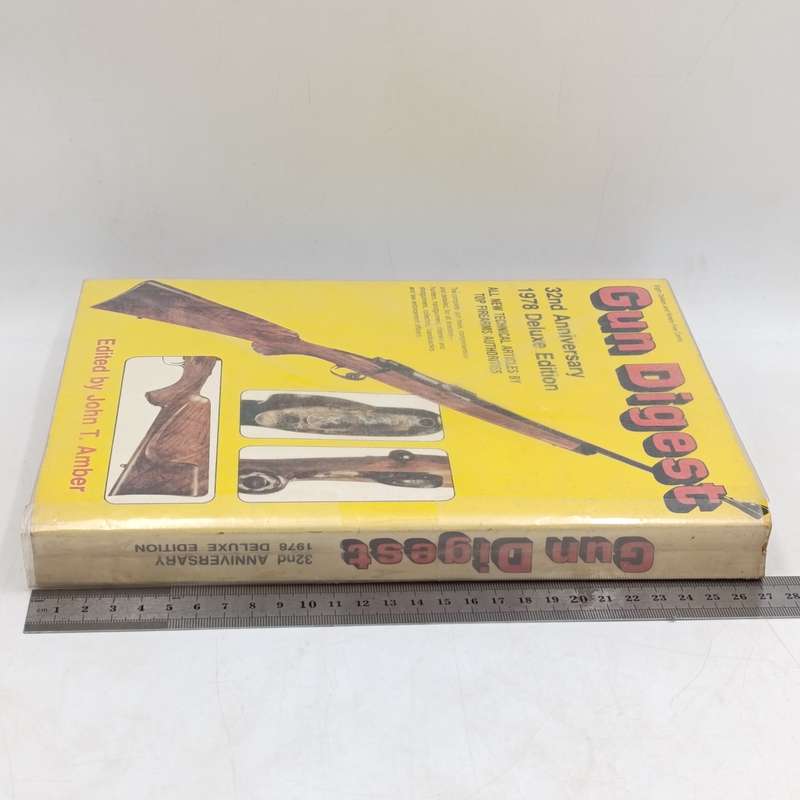 Gun Digest
32nd Anniversary
1978 Deluxe Edition
ALL NEW TECHNICAL ARTICLES BY
TOP FIREARMS AUTHORITIES
Edited by John T. Amber
32nd ANNIVERSARY
1978 DELUXE EDITION
Gun Digest
cm 1 2 3 4 5 6 7 8 9 10 11 12 13 14 15 16 17 18 19 20 21 22 23 24 25 26 27 28